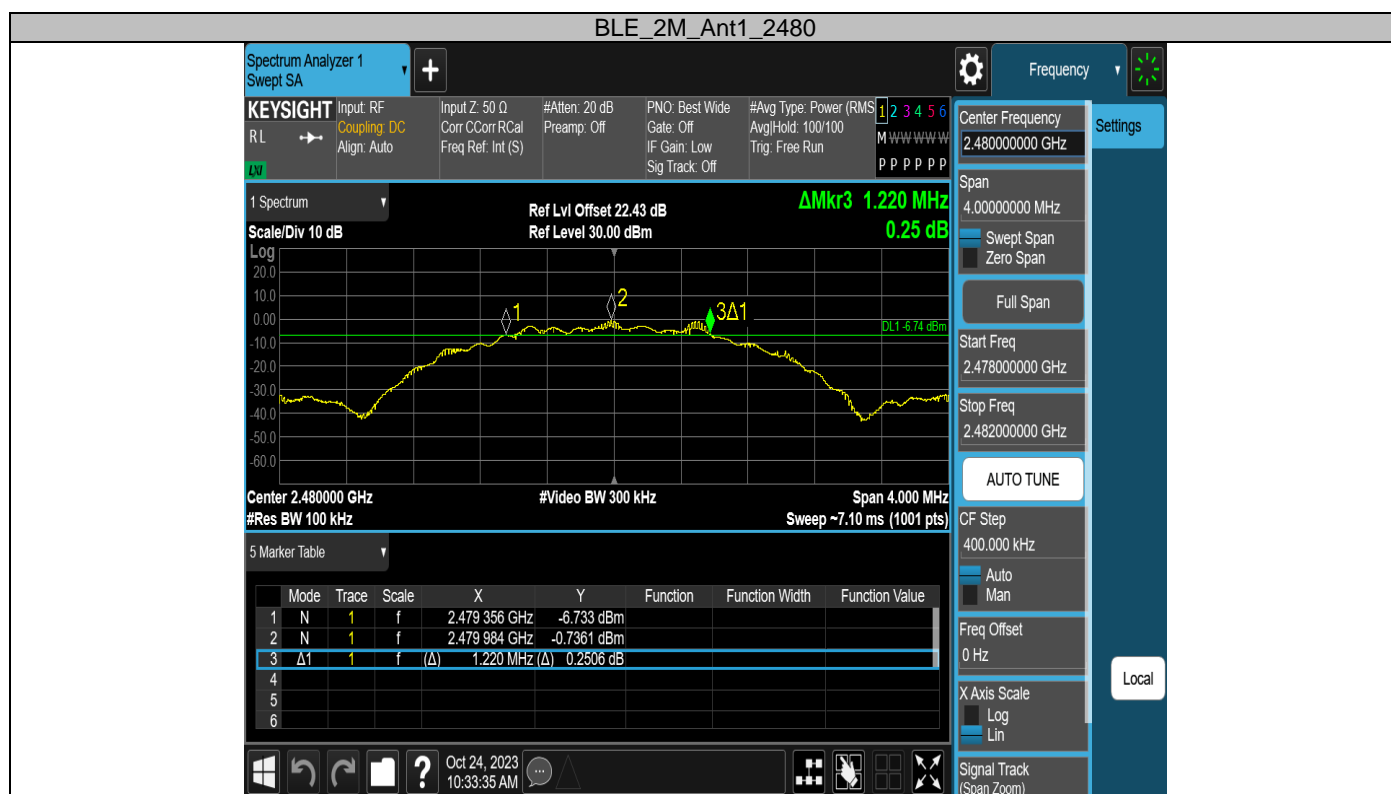 BLE_2M_Ant1_2480
Spectrum Analyzer 1
Swept SA
+
Frequency
KEYSIGHT
RL
LXI
Input: RF
Coupling: DC
Align: Auto
Input Z: 50 Ω
Corr CCorr RCal
Freq Ref: Int (S)
#Atten: 20 dB
Preamp: Off
PNO: Best Wide
Gate: Off
IF Gain: Low
Sig Track: Off
#Avg Type: Power (RMS
Avg|Hold: 100/100
Trig: Free Run
1 2 3 4 5 6
M W W W W W
P P P P P P
1 Spectrum
Scale/Div 10 dB
Ref Lvl Offset 22.43 dB
Ref Level 30.00 dBm
ΔMkr3 1.220 MHz
0.25 dB
Log
20.0
10.0
0.00
-10.0
-20.0
-30.0
-40.0
-50.0
-60.0
1
2
3Δ1
DL1 -6.74 dBm
Center 2.480000 GHz
#Video BW 300 kHz
Span 4.000 MHz
#Res BW 100 kHz
Sweep ~7.10 ms (1001 pts)
5 Marker Table
Mode Trace Scale X Y Function Function Width Function Value
1 N 1 f 2.479 356 GHz -6.733 dBm
2 N 1 f 2.479 984 GHz -0.7361 dBm
3 Δ1 1 f (Δ) 1.220 MHz (Δ) 0.2506 dB
4
5
6
?
Oct 24, 2023
10:33:35 AM
Center Frequency
2.480000000 GHz
Span
4.00000000 MHz
Swept Span
Zero Span
Full Span
Start Freq
2.478000000 GHz
Stop Freq
2.482000000 GHz
AUTO TUNE
CF Step
400.000 kHz
Auto
Man
Freq Offset
0 Hz
X Axis Scale
Log
Lin
Signal Track
(Span Zoom)
Settings
Local